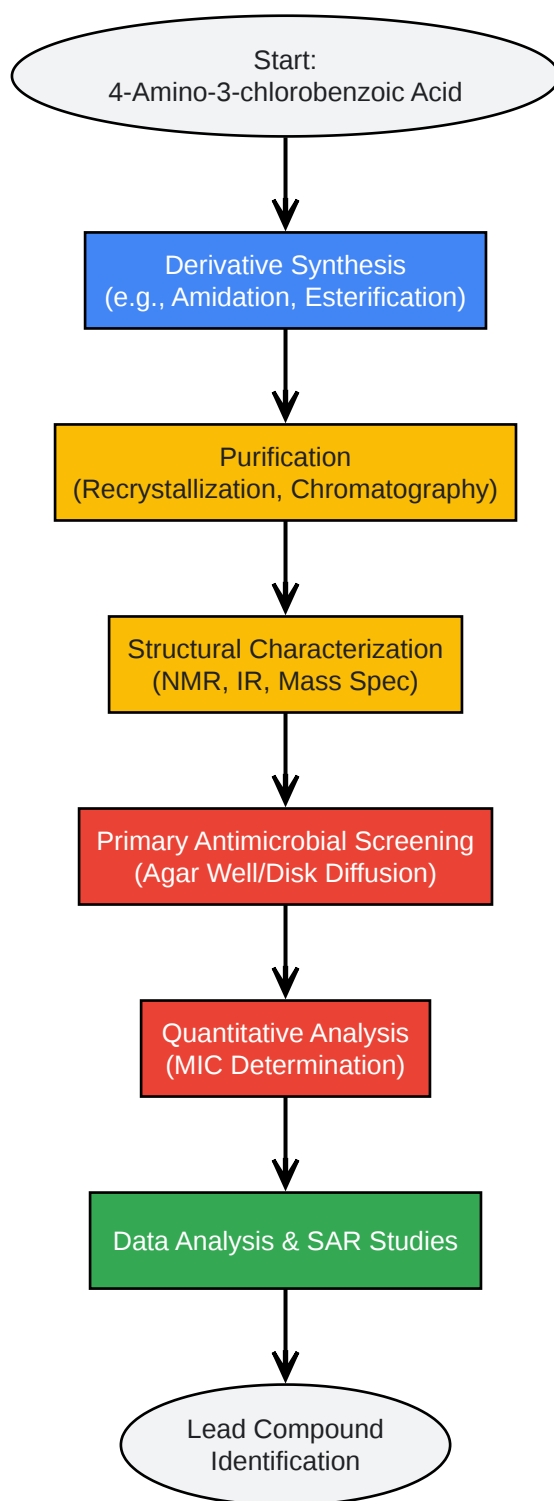 Start:
4-Amino-3-chlorobenzoic Acid
Derivative Synthesis
(e.g., Amidation, Esterification)
Purification
(Recrystallization, Chromatography)
Structural Characterization
(NMR, IR, Mass Spec)
Primary Antimicrobial Screening
(Agar Well/Disk Diffusion)
Quantitative Analysis
(MIC Determination)
Data Analysis & SAR Studies
Lead Compound
Identification